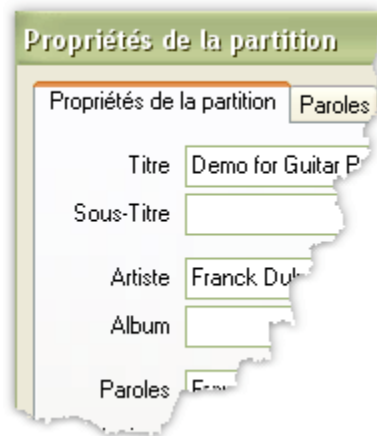 Propriétés de la partition
Propriétés de la partition Paroles
Titre Demo for Guitar
Sous-Titre
Artiste Franck
Album
Paroles